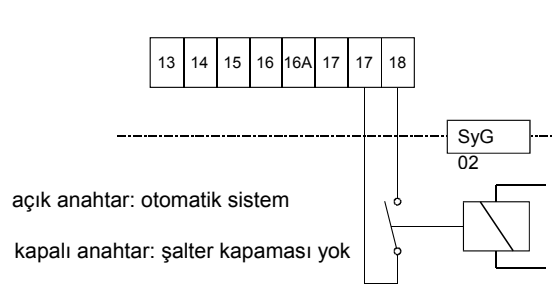 13 14 15 16 16A 17 17 18
SyG
02
açık anahtar: otomatik sistem
kapalı anahtar: şalter kapaması yok